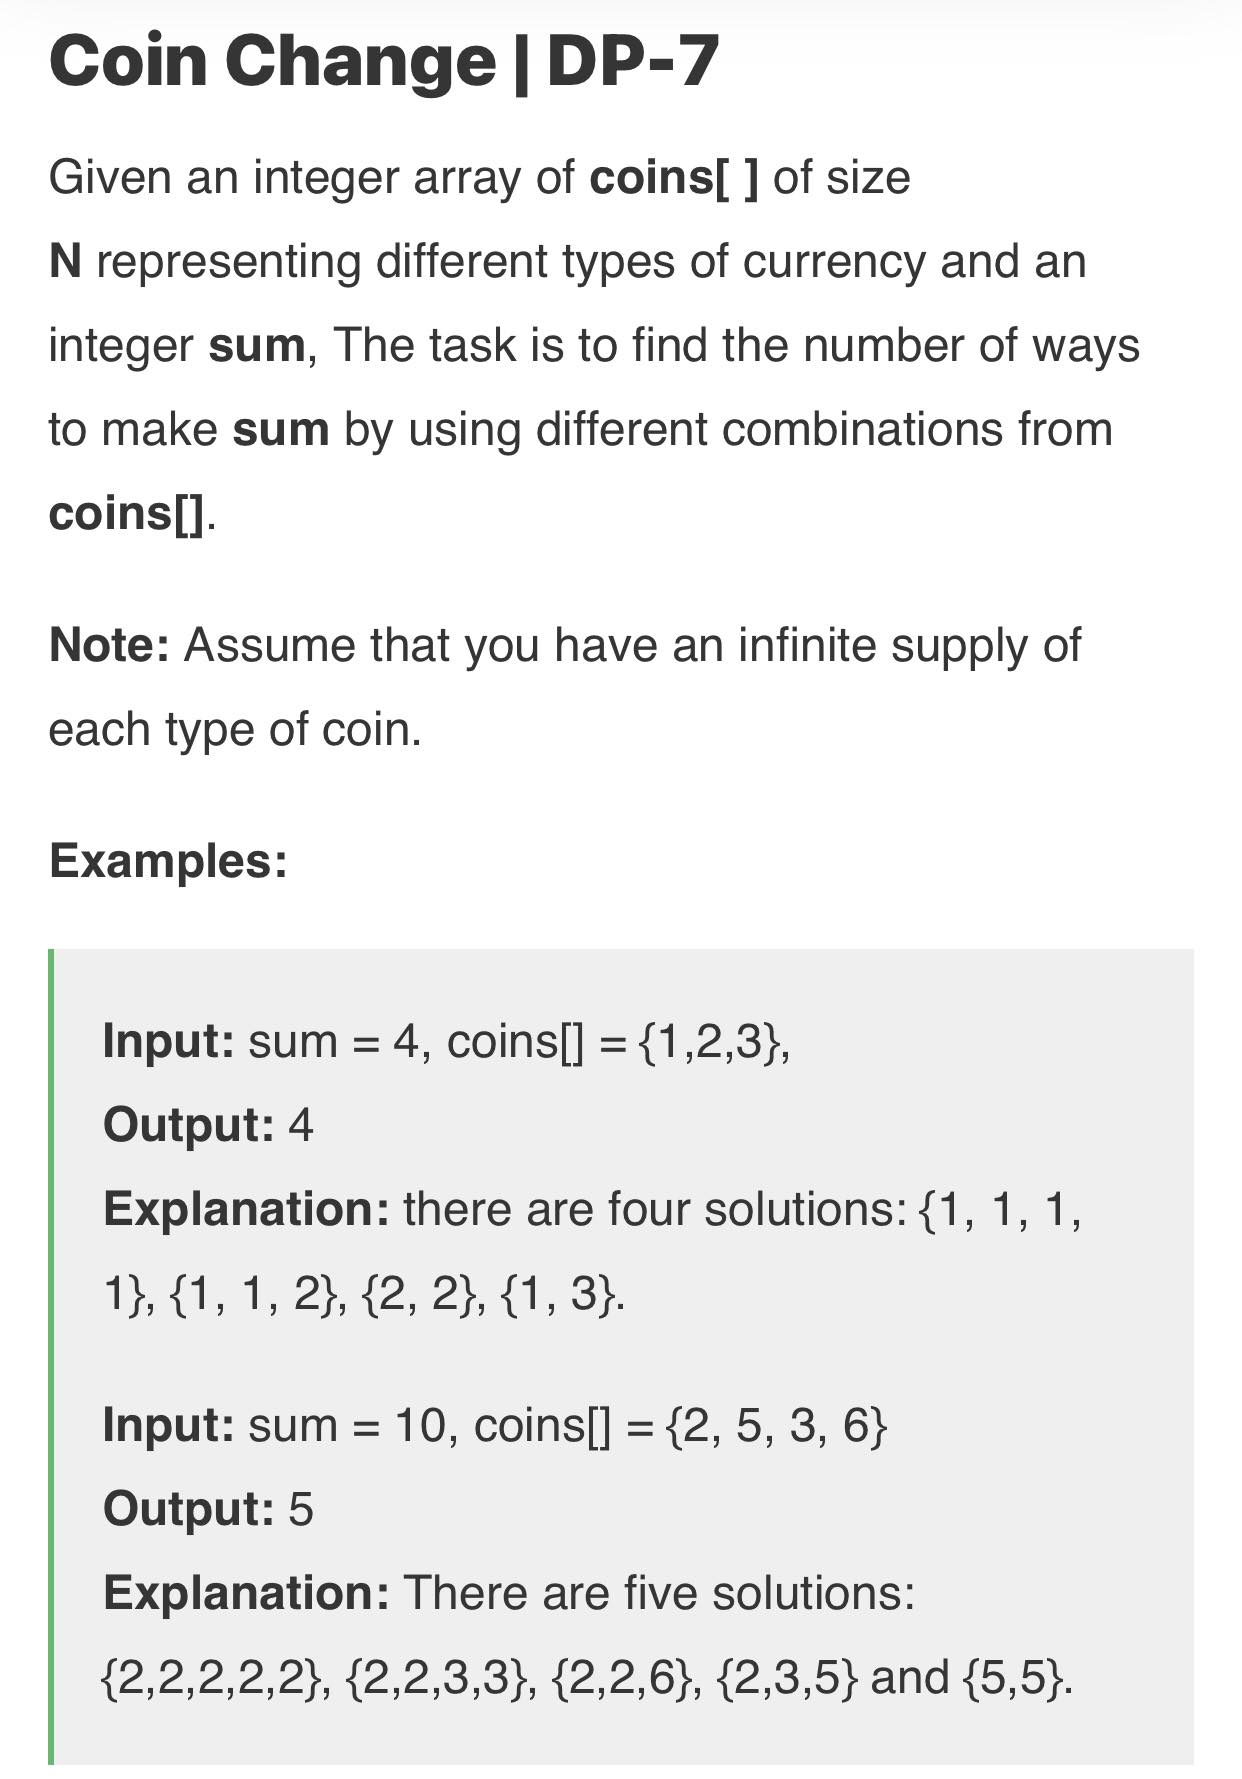 Coin Change | DP-7
Given an integer array of coins[ ] of size
N representing different types of currency and an
integer sum, The task is to find the number of ways
to make sum by using different combinations from
coins[].
Note: Assume that you have an infinite supply of
each type of coin.
Examples:
Input: sum = 4, coins[] = {1,2,3},
Output: 4
Explanation: there are four solutions: {1, 1, 1,
1}, {1, 1, 2}, {2, 2}, {1, 3}.
Input: sum = 10, coins[] = {2, 5, 3, 6}
Output: 5
Explanation: There are five solutions:
{2,2,2,2,2}, {2,2,3,3}, {2,2,6}, {2,3,5} and {5,5}.